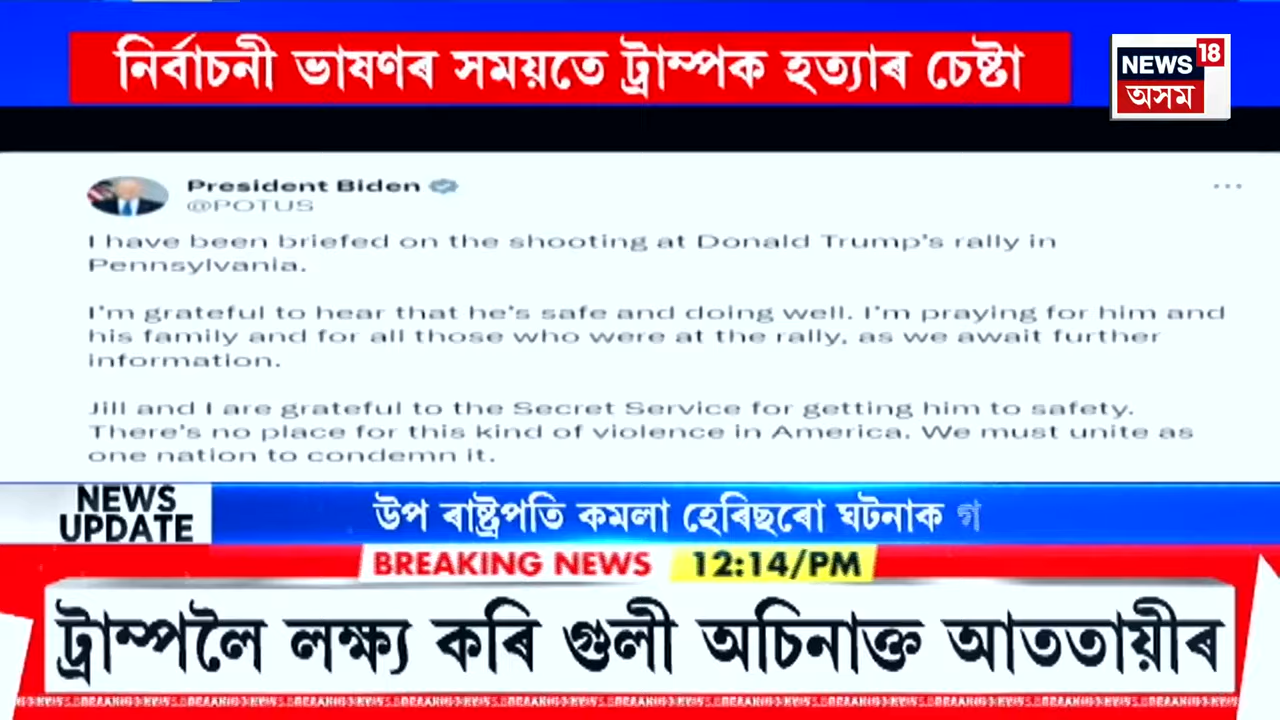 নিৰ্বাচনী ভাষণৰ সময়তে ট্ৰাম্পক হত্যাৰ চেষ্টা
NEWS 18
অসম
President Biden
@POTUS
I have been briefed on the shooting at Donald Trump's rally in
Pennsylvania.
I'm grateful to hear that he's safe and doing well. I'm praying for him and
his family and for all those who were at the rally, as we await further
information.
Jill and I are grateful to the Secret Service for getting him to safety.
There's no place for this kind of violence in America. We must unite as
one nation to condemn it.
NEWS
UPDATE
উপ ৰাষ্ট্ৰপতি কমলা হেৰিছৰো ঘটনাক গ
BREAKING NEWS 12:14/PM
ট্ৰাম্পলৈ লক্ষ্য কৰি গুলী অচিনাক্ত আততায়ীৰ